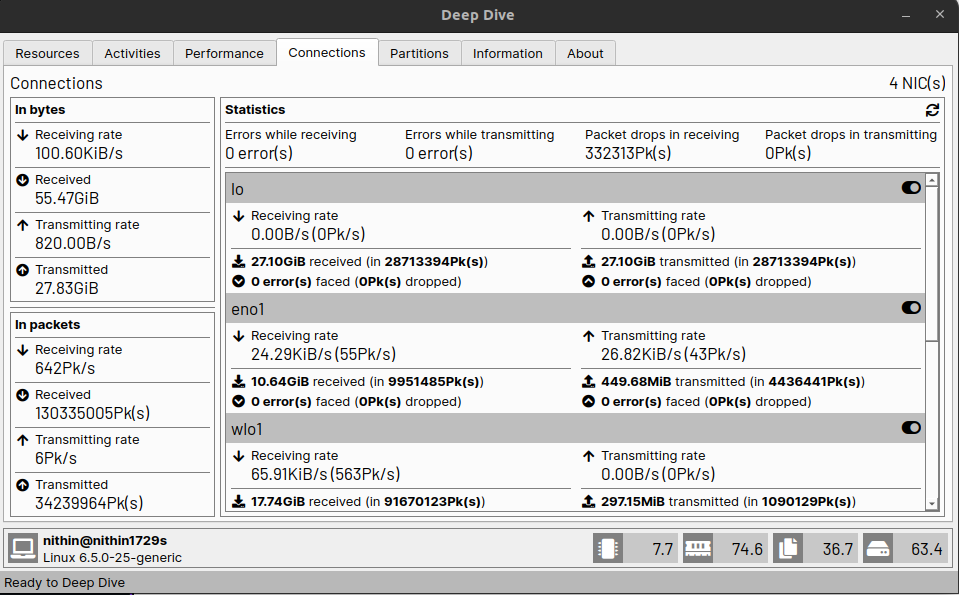 Deep Dive
Resources Activities Performance Connections Partitions Information About
Connections 4 NIC(s)
In bytes
Receiving rate
100.60KiB/s
Received
55.47GiB
Transmitting rate
820.00B/s
Transmitted
27.83GiB
In packets
Receiving rate
642Pk/s
Received
130335005Pk(s)
Transmitting rate
6Pk/s
Transmitted
34239964Pk(s)
Statistics
Errors while receiving Errors while transmitting Packet drops in receiving Packet drops in transmitting
0 error(s) 0 error(s) 332313Pk(s) 0Pk(s)
lo
Receiving rate Transmitting rate
0.00B/s (0Pk/s) 0.00B/s (0Pk/s)
27.10GiB received (in 28713394Pk(s)) 27.10GiB transmitted (in 28713394Pk(s))
0 error(s) faced (0Pk(s) dropped) 0 error(s) faced (0Pk(s) dropped)
eno1
Receiving rate Transmitting rate
24.29KiB/s (55Pk/s) 26.82KiB/s (43Pk/s)
10.64GiB received (in 9951485Pk(s)) 449.68MiB transmitted (in 4436441Pk(s))
0 error(s) faced (0Pk(s) dropped) 0 error(s) faced (0Pk(s) dropped)
wlo1
Receiving rate Transmitting rate
65.91KiB/s (563Pk/s) 0.00B/s (0Pk/s)
17.74GiB received (in 91670123Pk(s)) 297.15MiB transmitted (in 1090129Pk(s))
nithin@nithin1729s
Linux 6.5.0-25-generic
7.7 74.6 36.7 63.4
Ready to Deep Dive